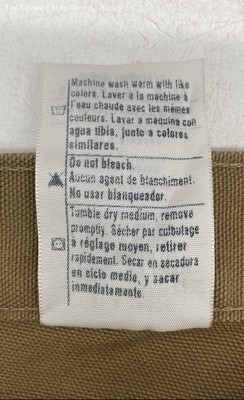 Machine wash warm with like
colors. Laver a la machine à
l'eau chaude avec les mêmes
couleurs. Lavar a maquina con
agua tibia, junto a colores
similares.
Do not bleach.
Aucun agent de blanchiment.
No usar blanqueador.
Tumble dry medium, remove
promptly. Sécher par culbutage
à réglage moyen, retirer
rapidement. Secar en secadora
en ciclo medio, y sacar
inmediatamente.